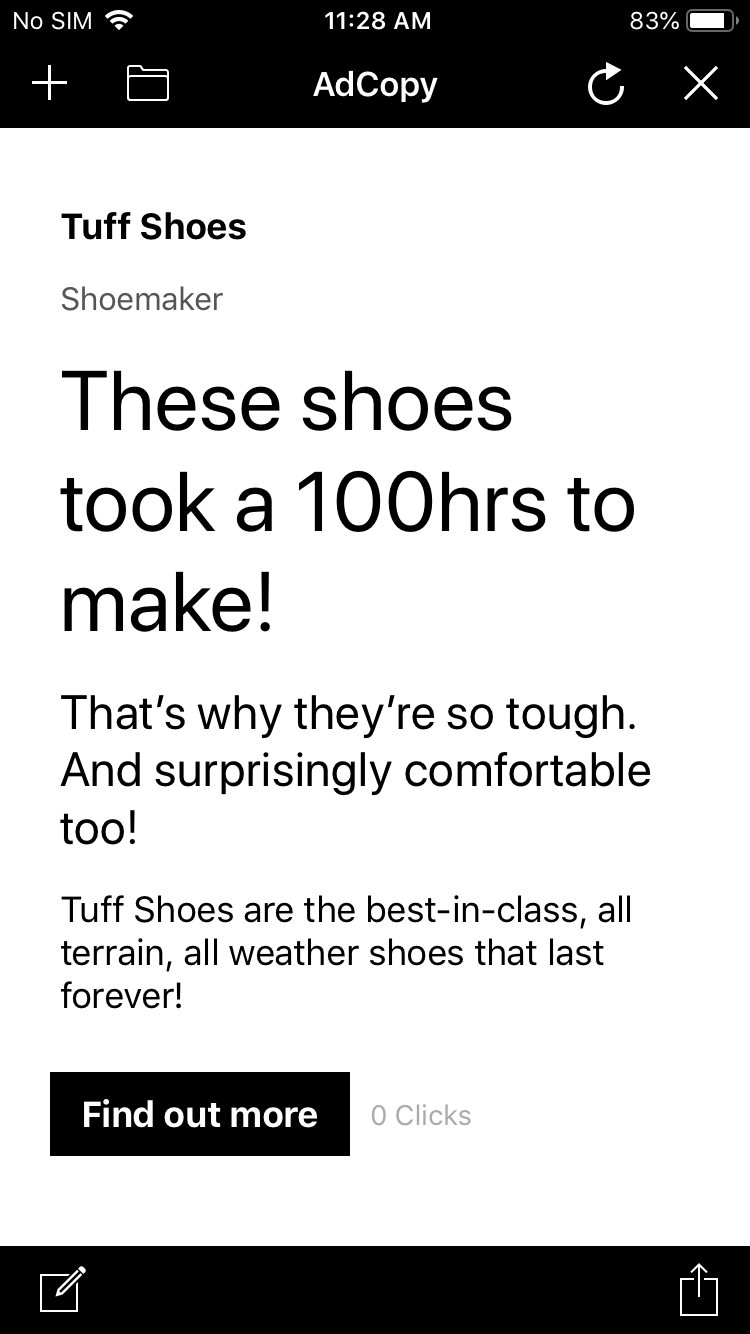 No SIM 11:28 AM 83%
AdCopy
Tuff Shoes
Shoemaker
These shoes
took a 100hrs to
make!
That’s why they’re so tough.
And surprisingly comfortable
too!
Tuff Shoes are the best-in-class, all
terrain, all weather shoes that last
forever!
Find out more 0 Clicks